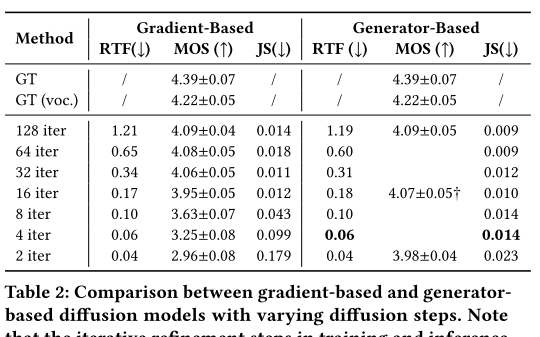 Method Gradient-Based Generator-Based
RTF(↓) MOS (↑) JS(↓) RTF (↓) MOS (↑) JS(↓)
GT / 4.39±0.07 / / 4.39±0.07 /
GT (voc.) / 4.22±0.05 / / 4.22±0.05 /
128 iter 1.21 4.09±0.04 0.014 1.19 4.09±0.05 0.009
64 iter 0.65 4.08±0.05 0.018 0.60 0.009
32 iter 0.34 4.06±0.05 0.011 0.31 0.012
16 iter 0.17 3.95±0.05 0.012 0.18 4.07±0.05† 0.010
8 iter 0.10 3.63±0.07 0.043 0.10 0.014
4 iter 0.06 3.25±0.08 0.099 0.06 0.014
2 iter 0.04 2.96±0.08 0.179 0.04 3.98±0.04 0.023
Table 2: Comparison between gradient-based and generator-
based diffusion models with varying diffusion steps. Note
that the iterative refinement steps in training and inference